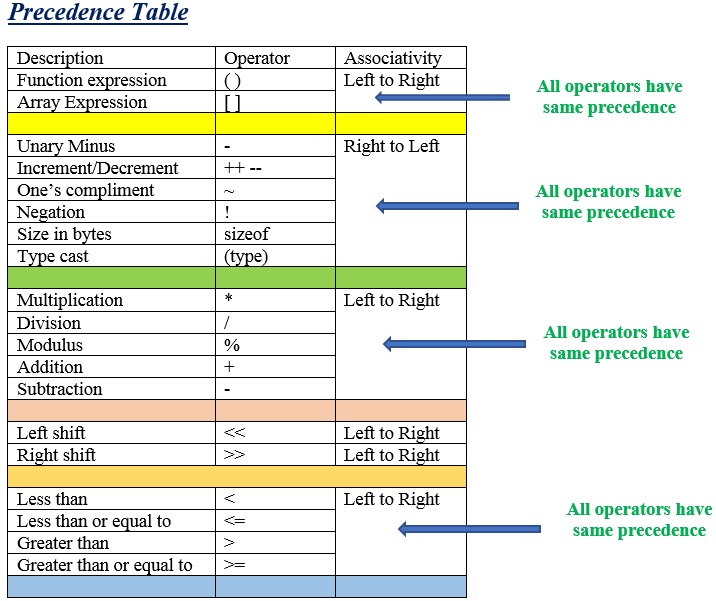 Precedence Table
Description Operator Associativity
Function expression ( ) Left to Right
Array Expression [ ]
All operators have
same precedence
Unary Minus - Right to Left
Increment/Decrement ++ --
One's compliment ~
Negation !
Size in bytes sizeof
Type cast (type)
All operators have
same precedence
Multiplication * Left to Right
Division /
Modulus %
Addition +
Subtraction -
All operators have
same precedence
Left shift << Left to Right
Right shift >> Left to Right
Less than < Left to Right
Less than or equal to <=
Greater than >
Greater than or equal to >=
All operators have
same precedence